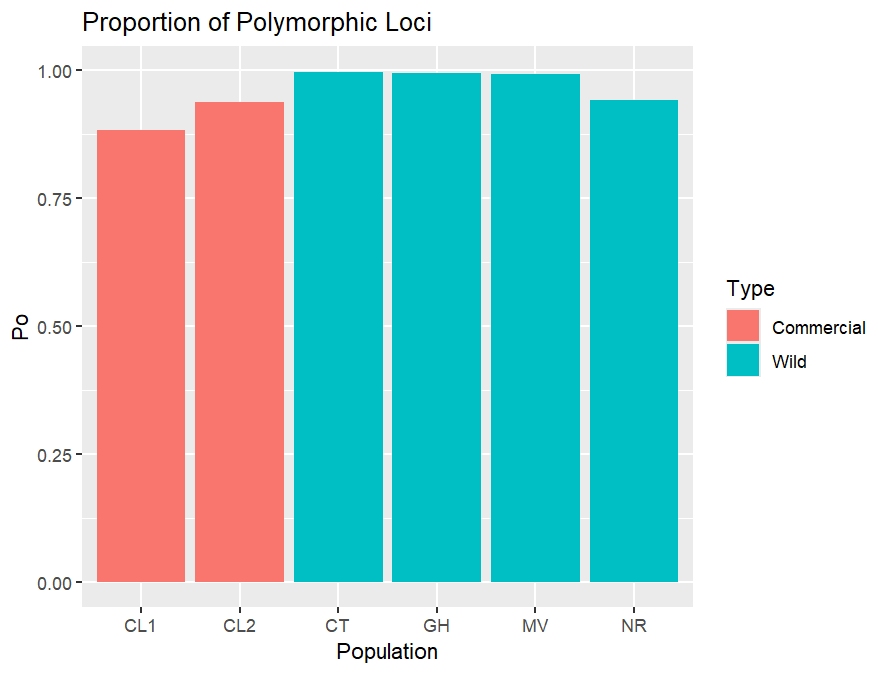 Proportion of Polymorphic Loci
1.00
0.75
0.50
0.25
0.00
Po
CL1 CL2 CT GH MV NR
Population
Type
Commercial
Wild